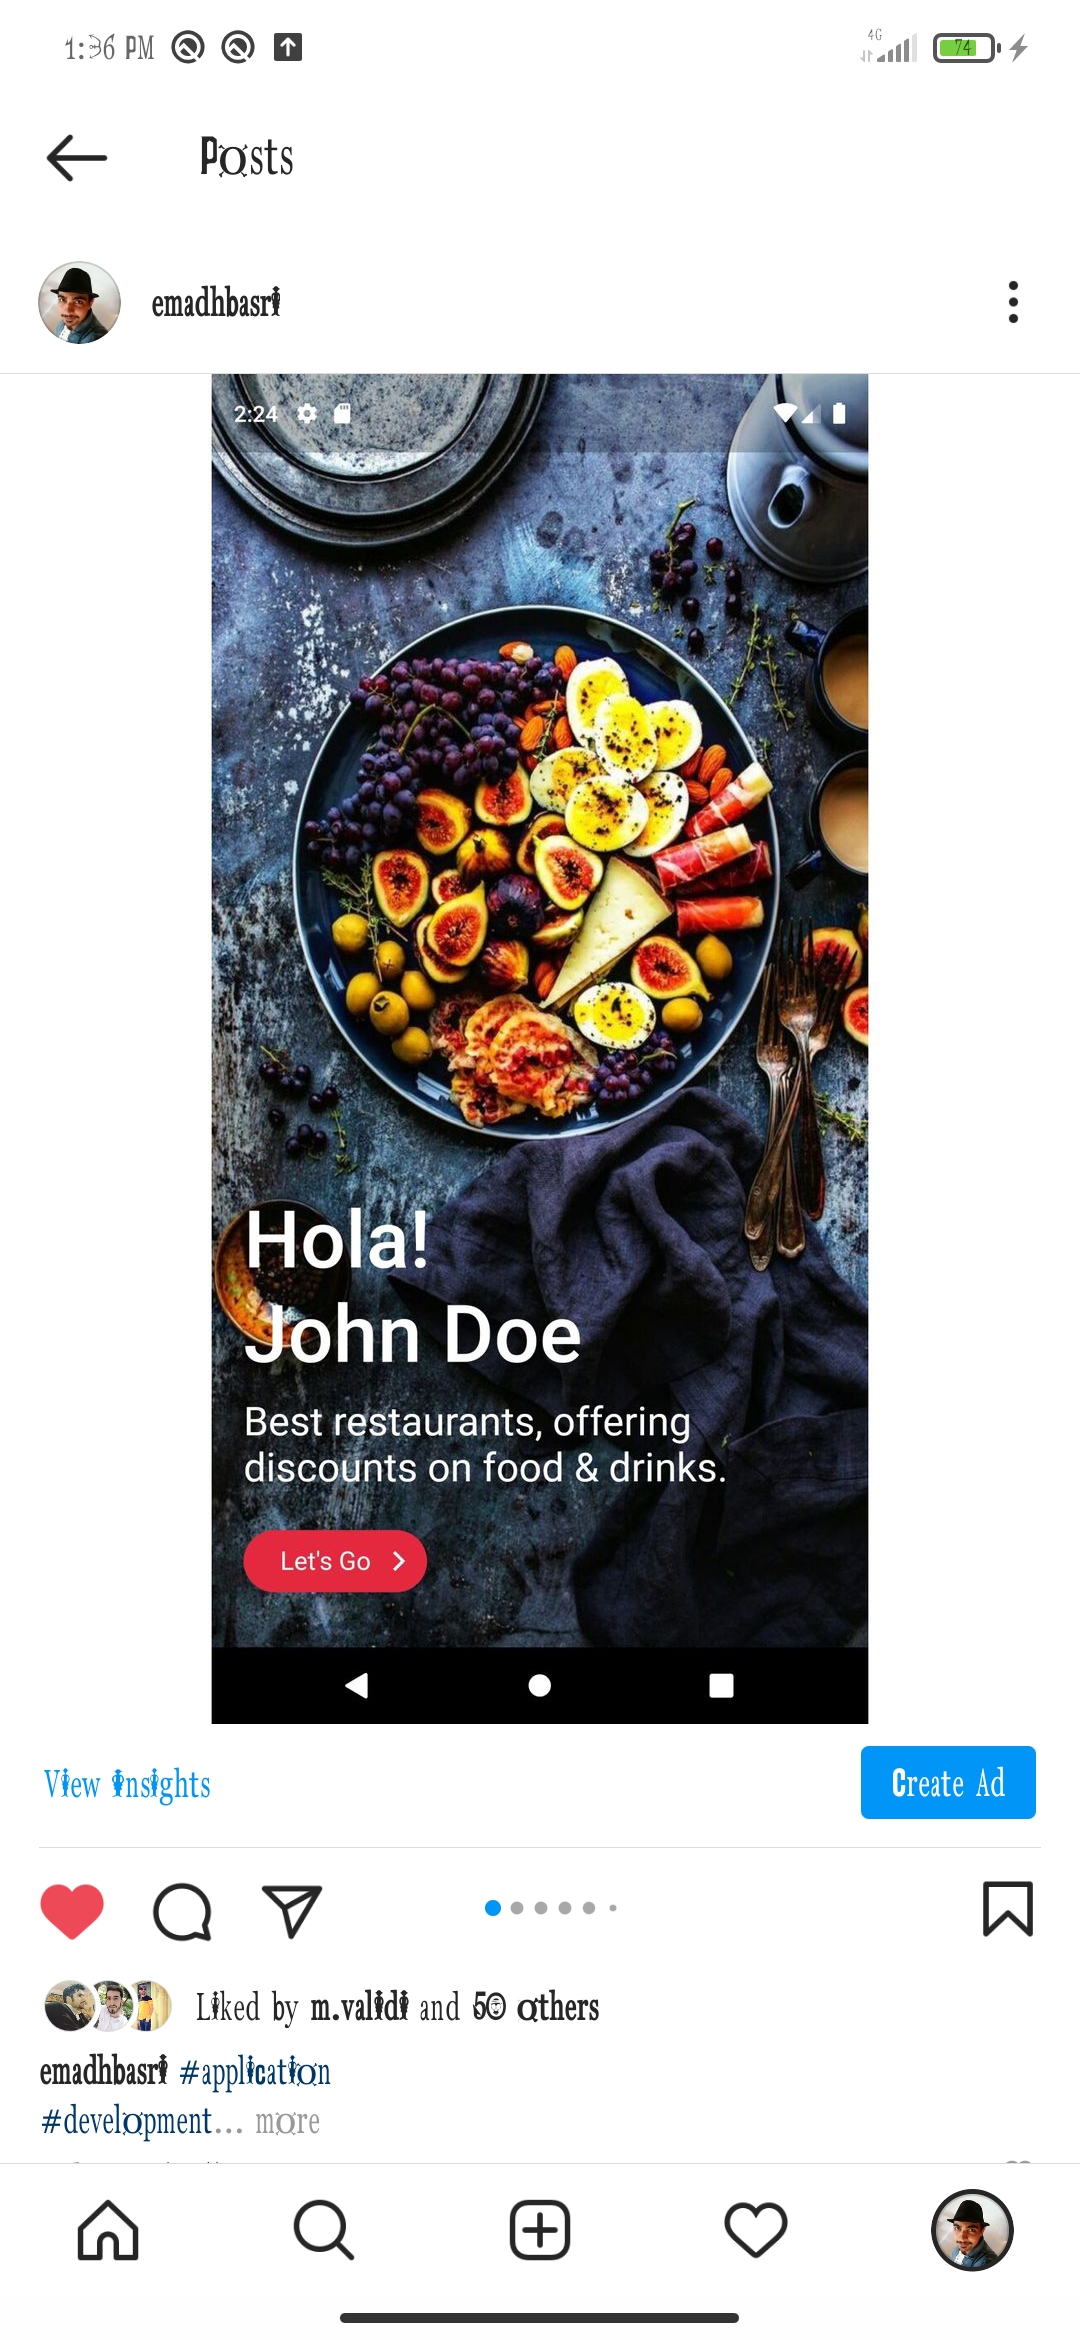 1:36 PM
4G
74
Posts
emadhbasri
2:24
Hola!
John Doe
Best restaurants, offering
discounts on food & drinks.
Let's Go
View Insights
Create Ad
Liked by m.validi and 50 others
emadhbasri #application
#development... more